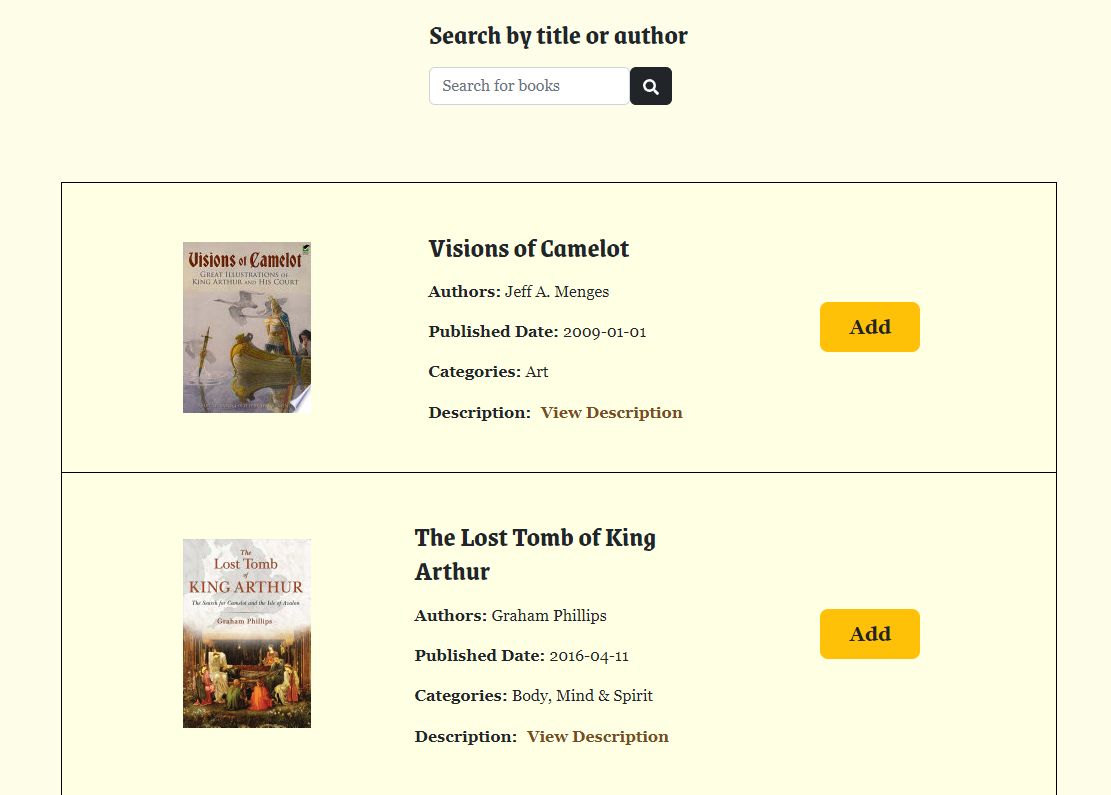 Search by title or author
Search for books
Visions of Camelot
GREAT ILLUSTRATIONS OF
KING ARTHUR AND HIS COURT
Visions of Camelot
Authors: Jeff A. Menges
Published Date: 2009-01-01
Categories: Art
Description: View Description
Add
The
Lost Tomb
of
KING ARTHUR
The Search for Camelot and the Isle of Avalon
Graham Phillips
The Lost Tomb of King
Arthur
Authors: Graham Phillips
Published Date: 2016-04-11
Categories: Body, Mind & Spirit
Description: View Description
Add